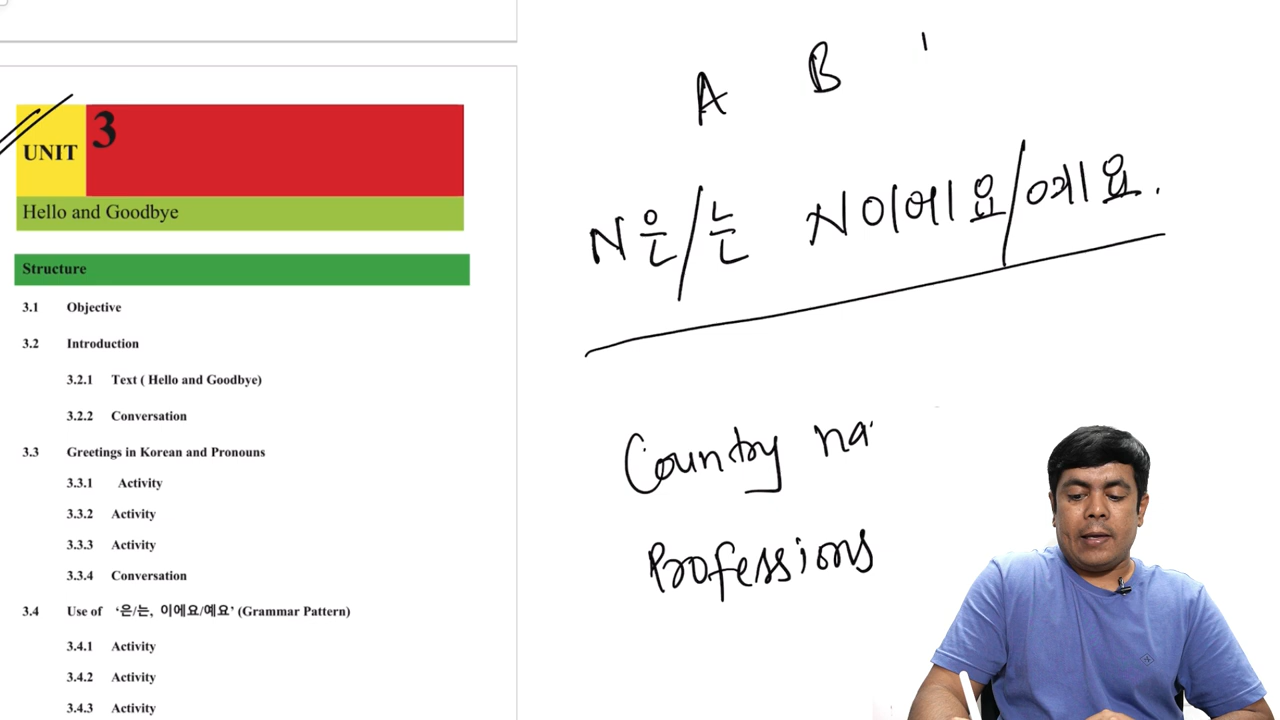 UNIT 3
Hello and Goodbye
Structure
3.1 Objective
3.2 Introduction
3.2.1 Text ( Hello and Goodbye)
3.2.2 Conversation
3.3 Greetings in Korean and Pronouns
3.3.1 Activity
3.3.2 Activity
3.3.3 Activity
3.3.4 Conversation
3.4 Use of ‘은/는, 이에요/예요’ (Grammar Pattern)
3.4.1 Activity
3.4.2 Activity
3.4.3 Activity
A B
N은/는 N이에요/예요.
Country na
Professions